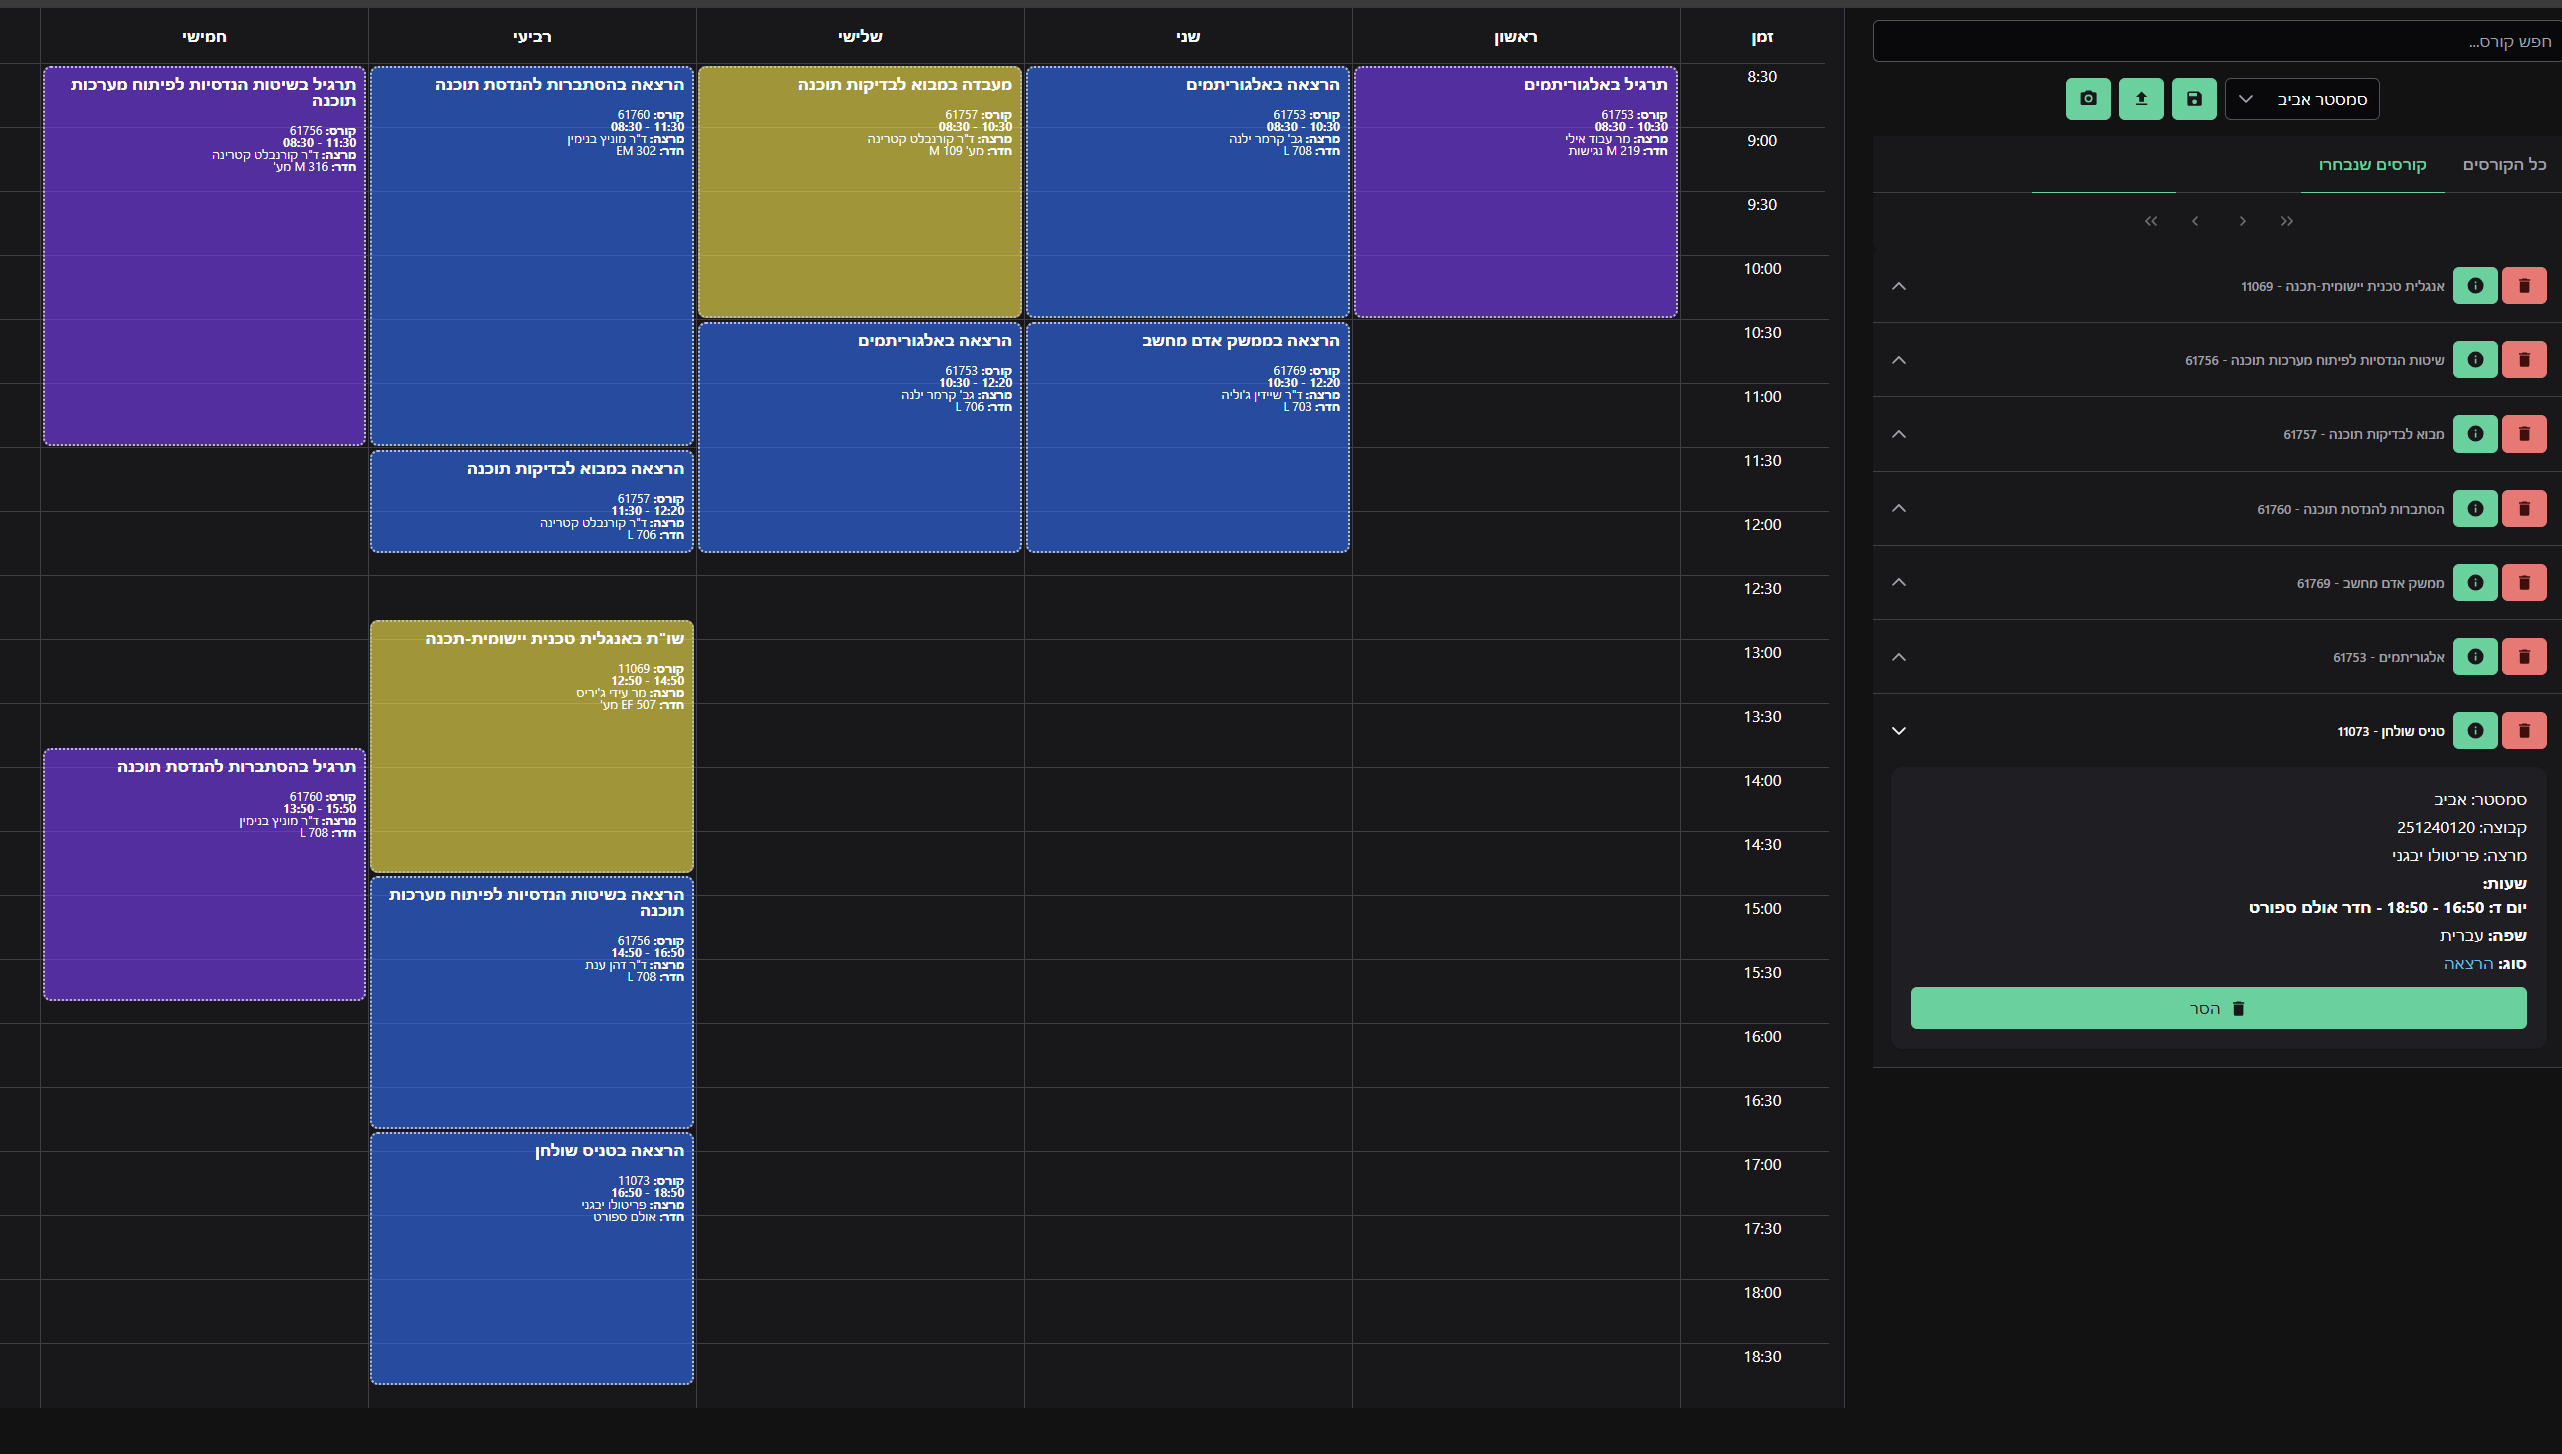 חפש קורס...
סמסטר אביב
כל הקורסים
קורסים שנבחרו
אנגלית טכנית יישומית-תכנה - 11069
שיטות הנדסיות לפיתוח מערכות תוכנה - 61756
מבוא לבדיקות תוכנה - 61757
הסתברות להנדסת תוכנה - 61760
ממשק אדם מחשב - 61769
אלגוריתמים - 61753
טניס שולחן - 11073
סמסטר: אביב
קבוצה: 251240120
מרצה: פריטולו יבגני
שעות:
יום ד: 16:50 - 18:50 - חדר אולם ספורט
שפה: עברית
סוג: הרצאה
הסר
זמן
ראשון
שני
שלישי
רביעי
חמישי
8:30
9:00
9:30
10:00
10:30
11:00
11:30
12:00
12:30
13:00
13:30
14:00
14:30
15:00
15:30
16:00
16:30
17:00
17:30
18:00
18:30
תרגיל באלגוריתמים
קורס: 61753
08:30 - 10:30
מרצה: מר עבוד אילי
חדר: M 219 נגישות
הרצאה באלגוריתמים
קורס: 61753
08:30 - 10:30
מרצה: גב' קרמר ילנה
חדר: L 708
הרצאה בממשק אדם מחשב
קורס: 61769
10:30 - 12:20
מרצה: ד"ר שיידין ג'וליה
חדר: L 703
מעבדה במבוא לבדיקות תוכנה
קורס: 61757
08:30 - 10:30
מרצה: ד"ר קורנבלט קטרינה
חדר: מע' M 109
הרצאה באלגוריתמים
קורס: 61753
10:30 - 12:20
מרצה: גב' קרמר ילנה
חדר: L 706
הרצאה בהסתברות להנדסת תוכנה
קורס: 61760
08:30 - 11:30
מרצה: ד"ר מוניץ בנימין
חדר: EM 302
הרצאה במבוא לבדיקות תוכנה
קורס: 61757
11:30 - 12:20
מרצה: ד"ר קורנבלט קטרינה
חדר: L 706
שו"ת באנגלית טכנית יישומית-תכנה
קורס: 11069
12:50 - 14:50
מרצה: מר עידי ג'יריס
חדר: EF 507 מע'
הרצאה בשיטות הנדסיות לפיתוח מערכות
תוכנה
קורס: 61756
14:50 - 16:50
מרצה: ד"ר דהן ענת
חדר: L 708
הרצאה בטניס שולחן
קורס: 11073
16:50 - 18:50
מרצה: פריטולו יבגני
חדר: אולם ספורט
תרגיל בשיטות הנדסיות לפיתוח מערכות
תוכנה
קורס: 61756
08:30 - 11:30
מרצה: ד"ר קורנבלט קטרינה
חדר: M 316 מע'
תרגיל בהסתברות להנדסת תוכנה
קורס: 61760
13:50 - 15:50
מרצה: ד"ר מוניץ בנימין
חדר: L 708